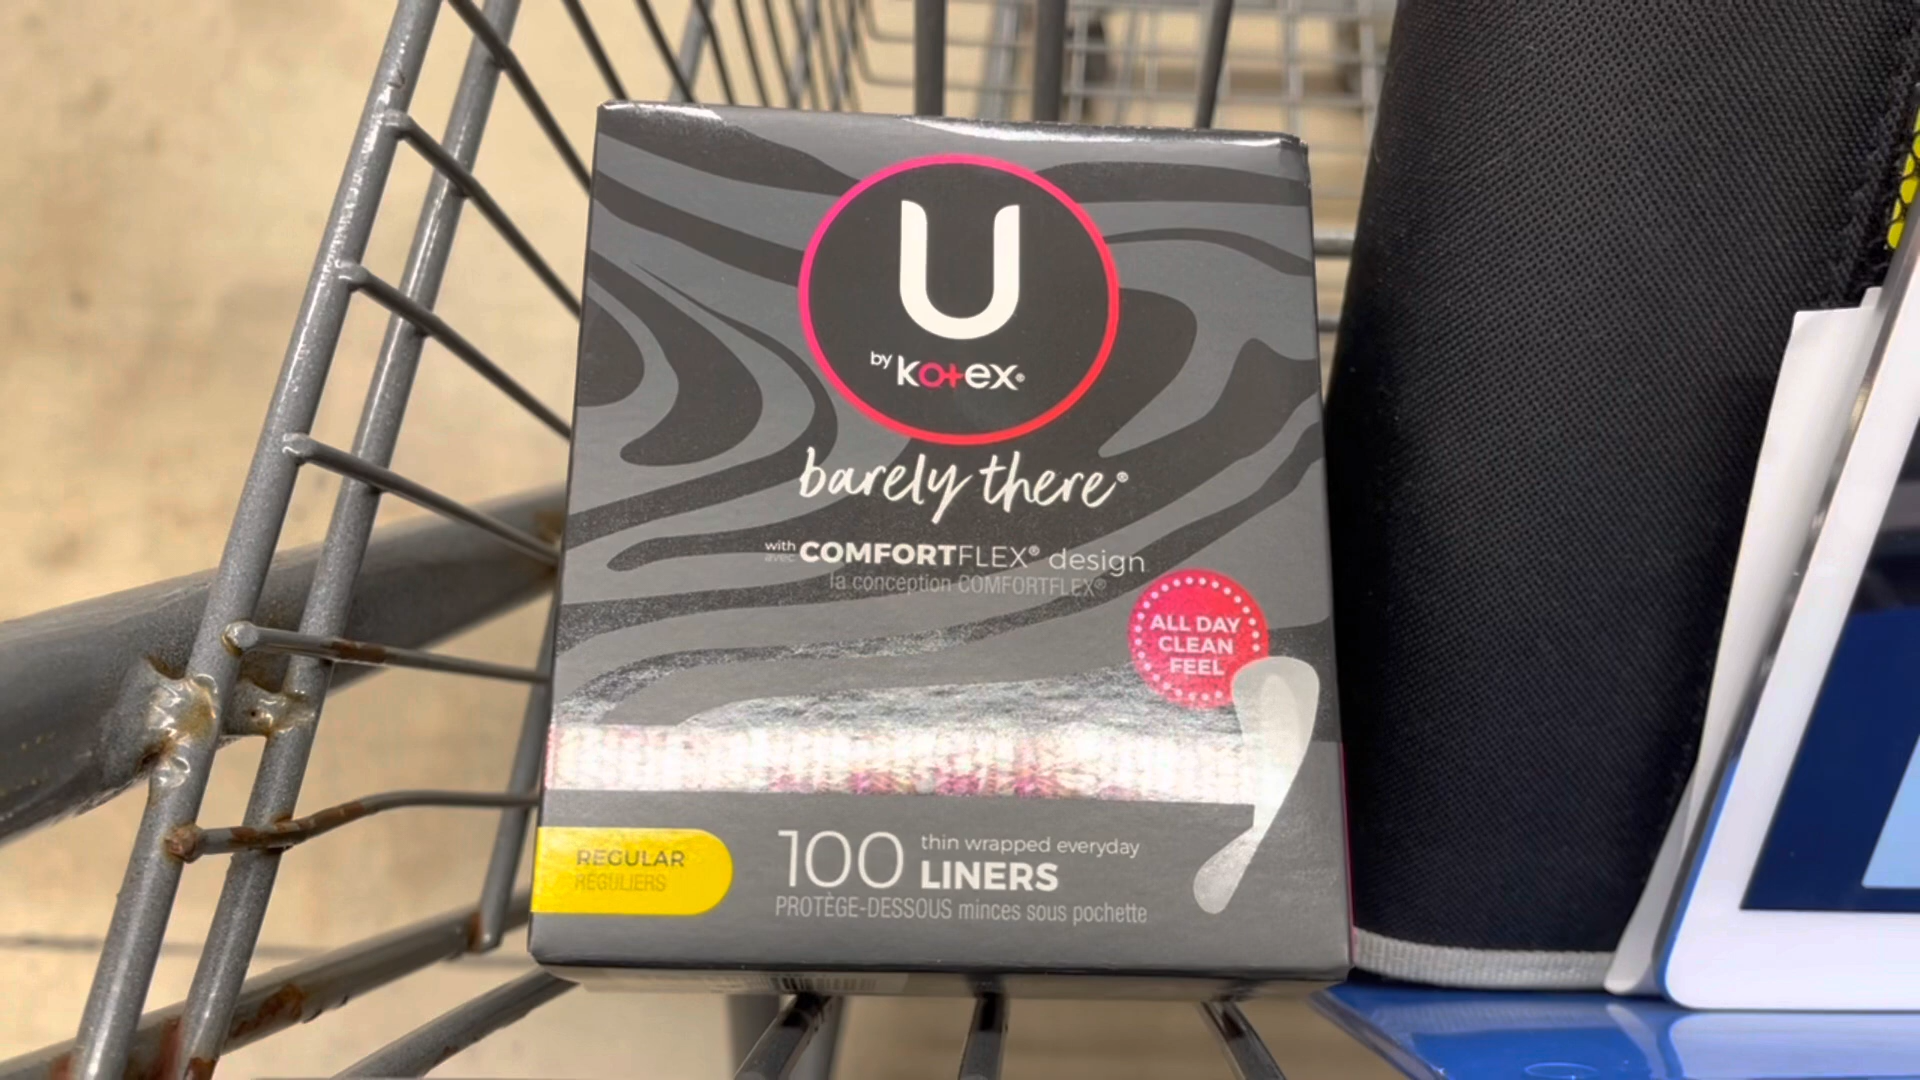 U
by kotex®
barely there®
with COMFORTFLEX® design
avec la conception COMFORTFLEX®
ALL DAY
CLEAN
FEEL
REGULAR
RÉGULIERS
100 thin wrapped everyday
LINERS
PROTÈGE-DESSOUS minces sous pochette